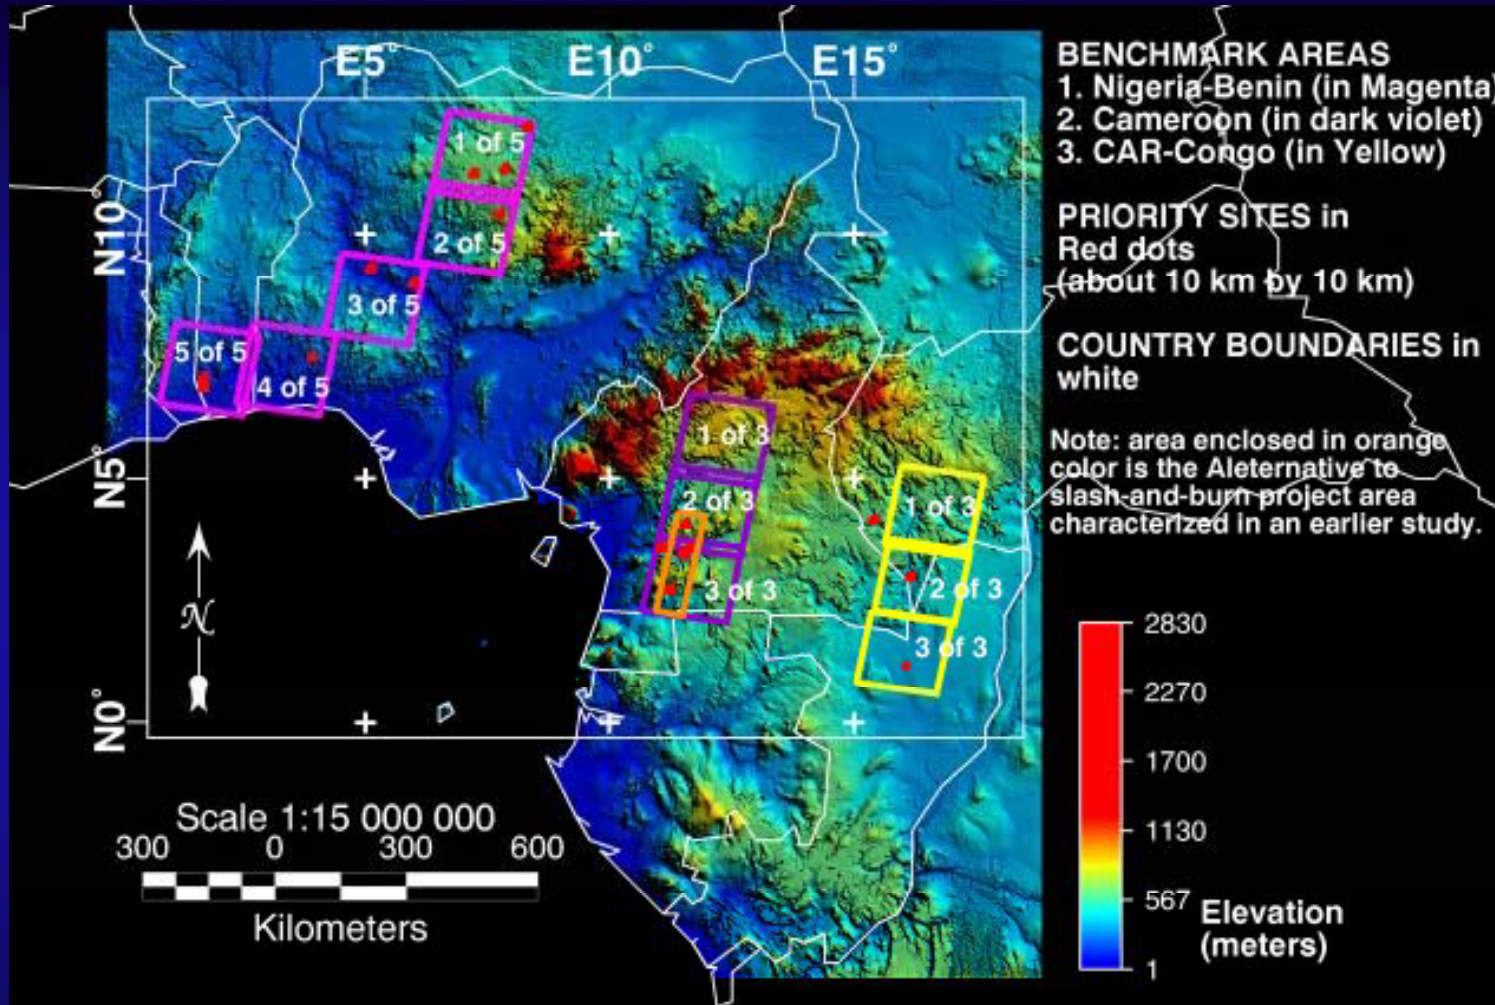 E5° E10° E15°
N10°
N5°
N0°
1 of 5
2 of 5
3 of 5
5 of 5
4 of 5
1 of 3
2 of 3
3 of 3
1 of 3
2 of 3
3 of 3
N
Scale 1:15 000 000
300 0 300 600
Kilometers
BENCHMARK AREAS
1. Nigeria-Benin (in Magenta)
2. Cameroon (in dark violet)
3. CAR-Congo (in Yellow)
PRIORITY SITES in
Red dots
(about 10 km by 10 km)
COUNTRY BOUNDARIES in
white
Note: area enclosed in orange
color is the Aleternative to
slash-and-burn project area
characterized in an earlier study.
2830
2270
1700
1130
567
1
Elevation
(meters)